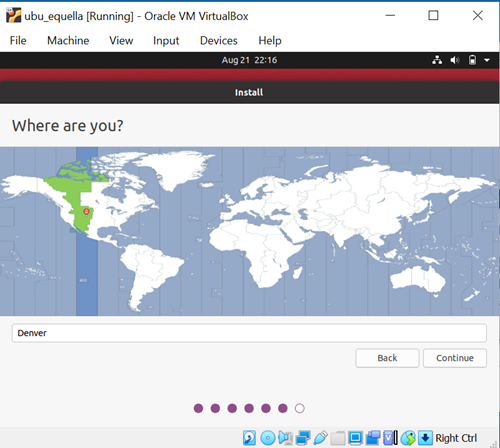 ubu_equella [Running] - Oracle VM VirtualBox
File Machine View Input Devices Help
Aug 21 22:16
Install
Where are you?
Denver
Back Continue
Right Ctrl